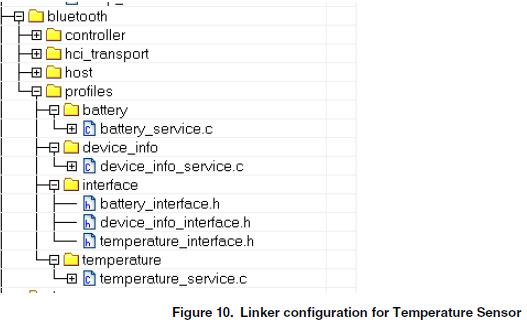 bluetooth
controller
hci_transport
host
profiles
battery
battery_service.c
device_info
device_info_service.c
interface
battery_interface.h
device_info_interface.h
temperature_interface.h
temperature
temperature_service.c
Figure 10. Linker configuration for Temperature Sensor